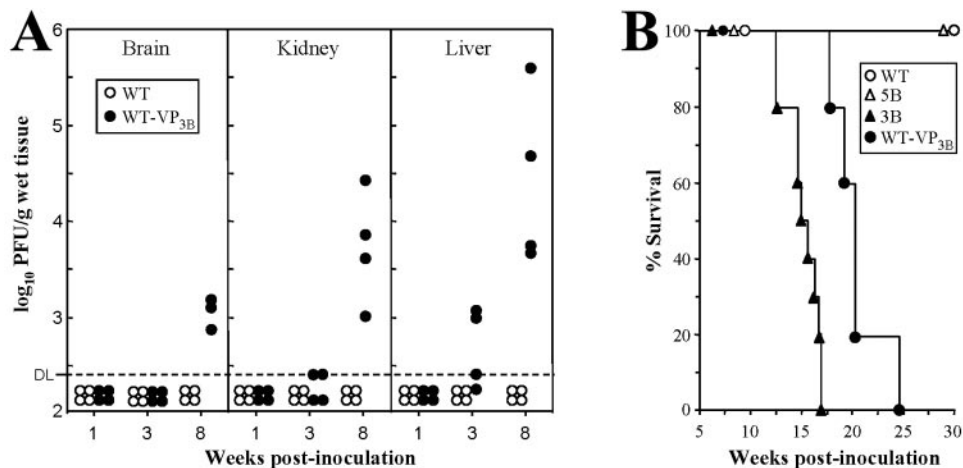 A
Brain
Kidney
Liver
WT
WT-VP3B
log10 PFU/g wet tissue
6
5
4
3
DL
2
1 3 8 1 3 8 1 3 8
Weeks post-inoculation
B
WT
5B
3B
WT-VP3B
% Survival
100
80
60
40
20
0
5 10 15 20 25 30
Weeks post-inoculation